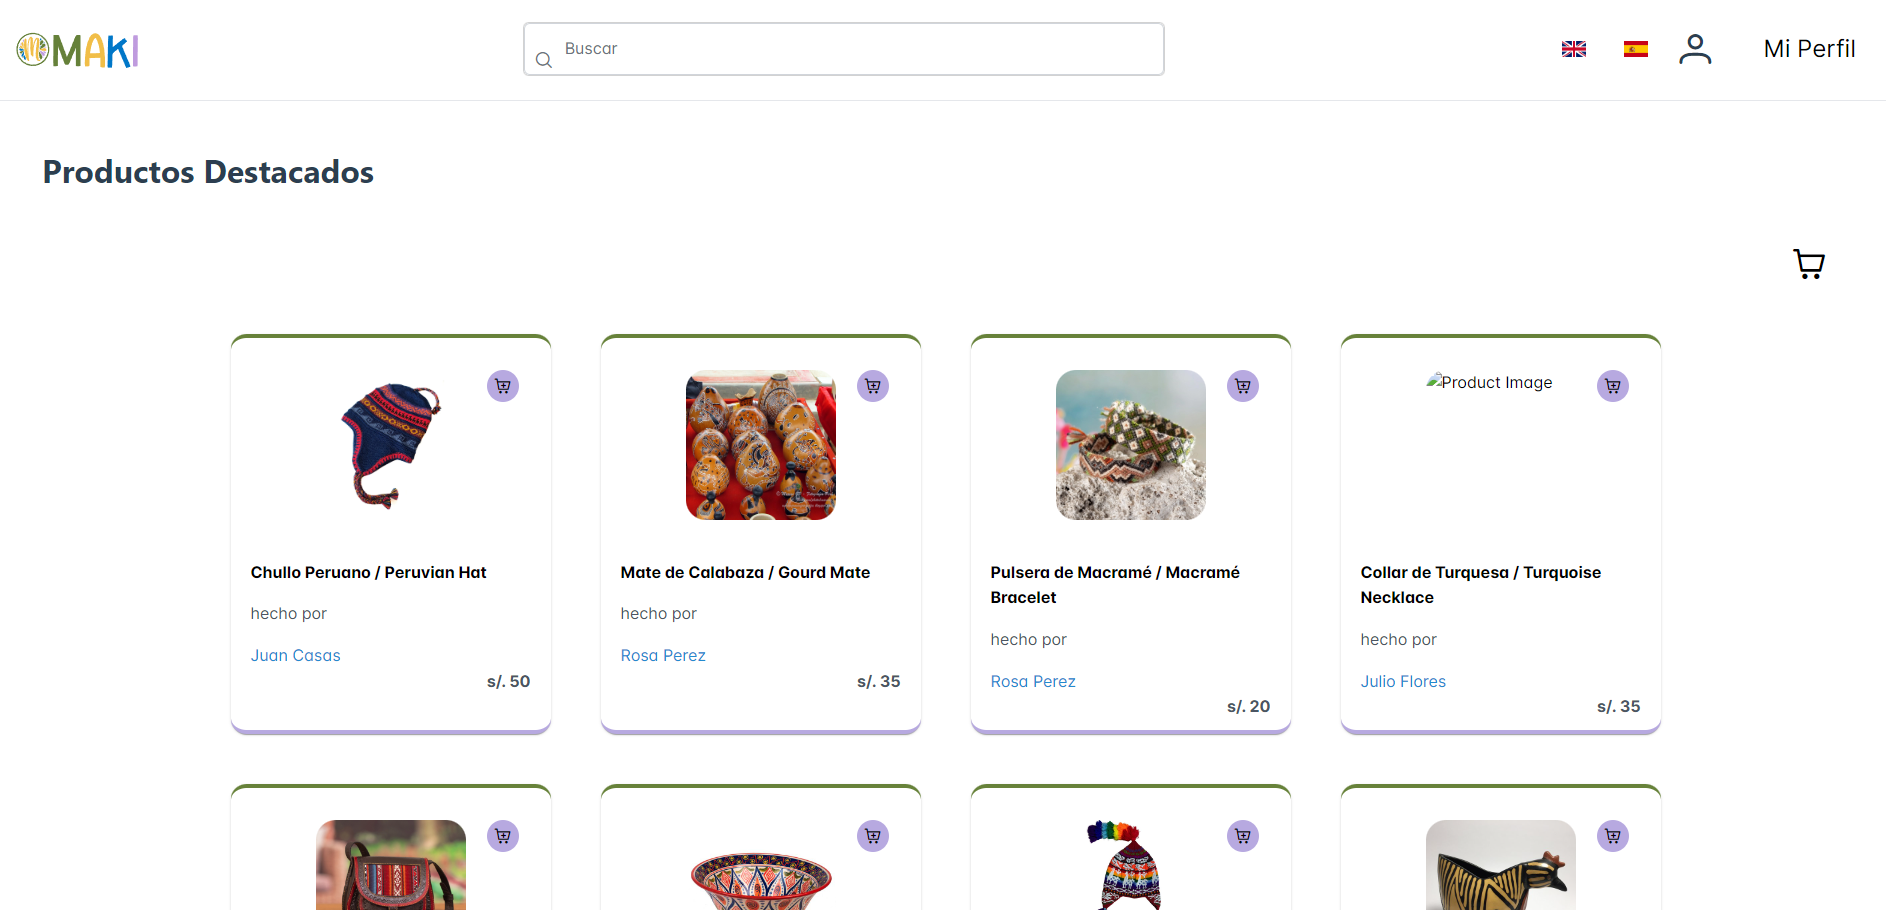 MAKI
Buscar
Mi Perfil
Productos Destacados
Product Image
Chullo Peruano / Peruvian Hat
hecho por
Juan Casas
s/. 50
Mate de Calabaza / Gourd Mate
hecho por
Rosa Perez
s/. 35
Pulsera de Macramé / Macramé
Bracelet
hecho por
Rosa Perez
s/. 20
Collar de Turquesa / Turquoise
Necklace
hecho por
Julio Flores
s/. 35